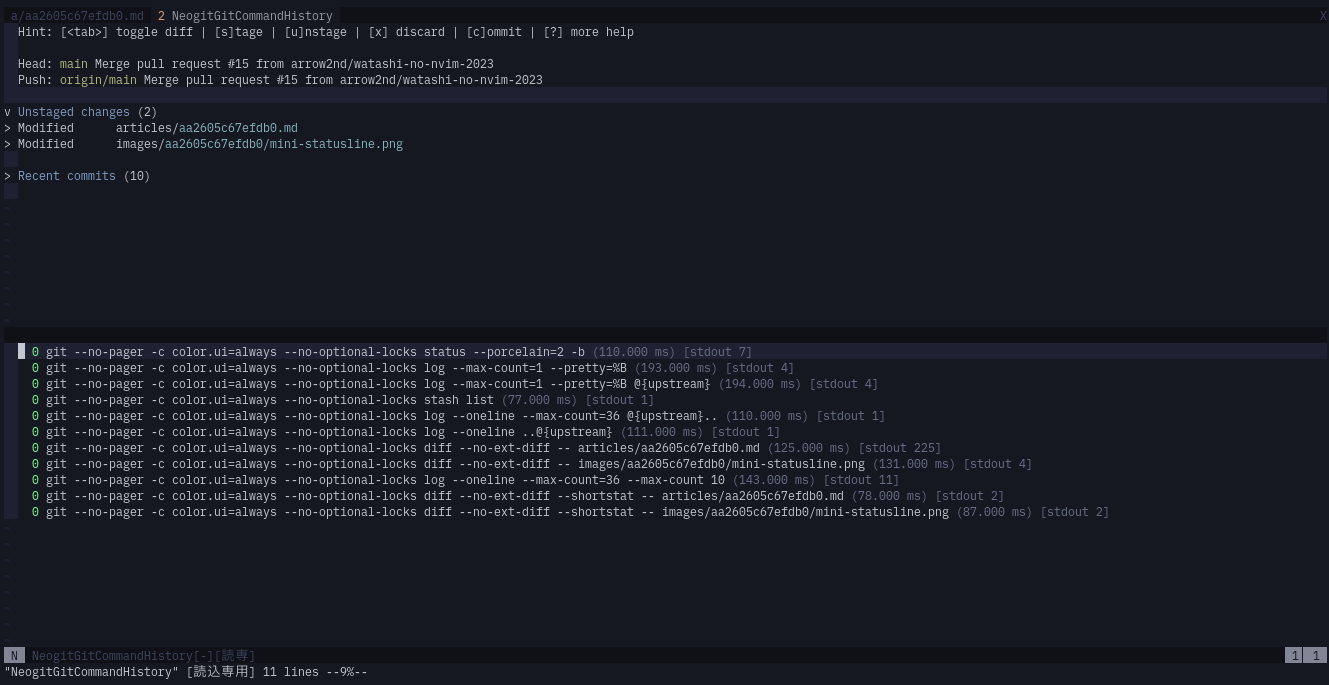 a/aa2605c67efdb0.md 2 NeogitGitCommandHistory X
Hint: [<tab>] toggle diff | [s]tage | [u]nstage | [x] discard | [c]ommit | [?] more help
Head: main Merge pull request #15 from arrow2nd/watashi-no-nvim-2023
Push: origin/main Merge pull request #15 from arrow2nd/watashi-no-nvim-2023
v Unstaged changes (2)
> Modified articles/aa2605c67efdb0.md
> Modified images/aa2605c67efdb0/mini-statusline.png
> Recent commits (10)
~
~
~
~
~
~
~
~
0 git --no-pager -c color.ui=always --no-optional-locks status --porcelain=2 -b (110.000 ms) [stdout 7]
0 git --no-pager -c color.ui=always --no-optional-locks log --max-count=1 --pretty=%B (193.000 ms) [stdout 4]
0 git --no-pager -c color.ui=always --no-optional-locks log --max-count=1 --pretty=%B @{upstream} (194.000 ms) [stdout 4]
0 git --no-pager -c color.ui=always --no-optional-locks stash list (77.000 ms) [stdout 1]
0 git --no-pager -c color.ui=always --no-optional-locks log --oneline --max-count=36 @{upstream}.. (110.000 ms) [stdout 1]
0 git --no-pager -c color.ui=always --no-optional-locks log --oneline ..@{upstream} (111.000 ms) [stdout 1]
0 git --no-pager -c color.ui=always --no-optional-locks diff --no-ext-diff -- articles/aa2605c67efdb0.md (125.000 ms) [stdout 225]
0 git --no-pager -c color.ui=always --no-optional-locks diff --no-ext-diff -- images/aa2605c67efdb0/mini-statusline.png (131.000 ms) [stdout 4]
0 git --no-pager -c color.ui=always --no-optional-locks log --oneline --max-count=36 --max-count 10 (143.000 ms) [stdout 11]
0 git --no-pager -c color.ui=always --no-optional-locks diff --no-ext-diff --shortstat -- articles/aa2605c67efdb0.md (78.000 ms) [stdout 2]
0 git --no-pager -c color.ui=always --no-optional-locks diff --no-ext-diff --shortstat -- images/aa2605c67efdb0/mini-statusline.png (87.000 ms) [stdout 2]
~
~
~
~
~
~
~
~
N NeogitGitCommandHistory[-][読専] 1 1
"NeogitGitCommandHistory" [読込専用] 11 lines --9%--